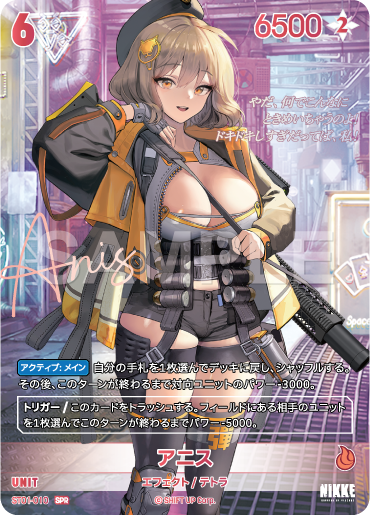 6
6500 2
やだ、何でこんなに
ときめいちゃうのよ!
ドキドキしすぎだってば、私!
Anis
SAMPLE
アクティブ:メイン 自分の手札を1枚選んでデッキに戻し、シャッフルする。
その後、このターンが終わるまで対向ユニットのパワー-3000。
トリガー / このカードをトラッシュする。フィールドにある相手のユニット
を1枚選んでこのターンが終わるまでパワー-5000。
弾
アニス
UNIT
エフェクト / テトラ
ST01-010 SPR
© SHIFT UP Corp.
NIKKE